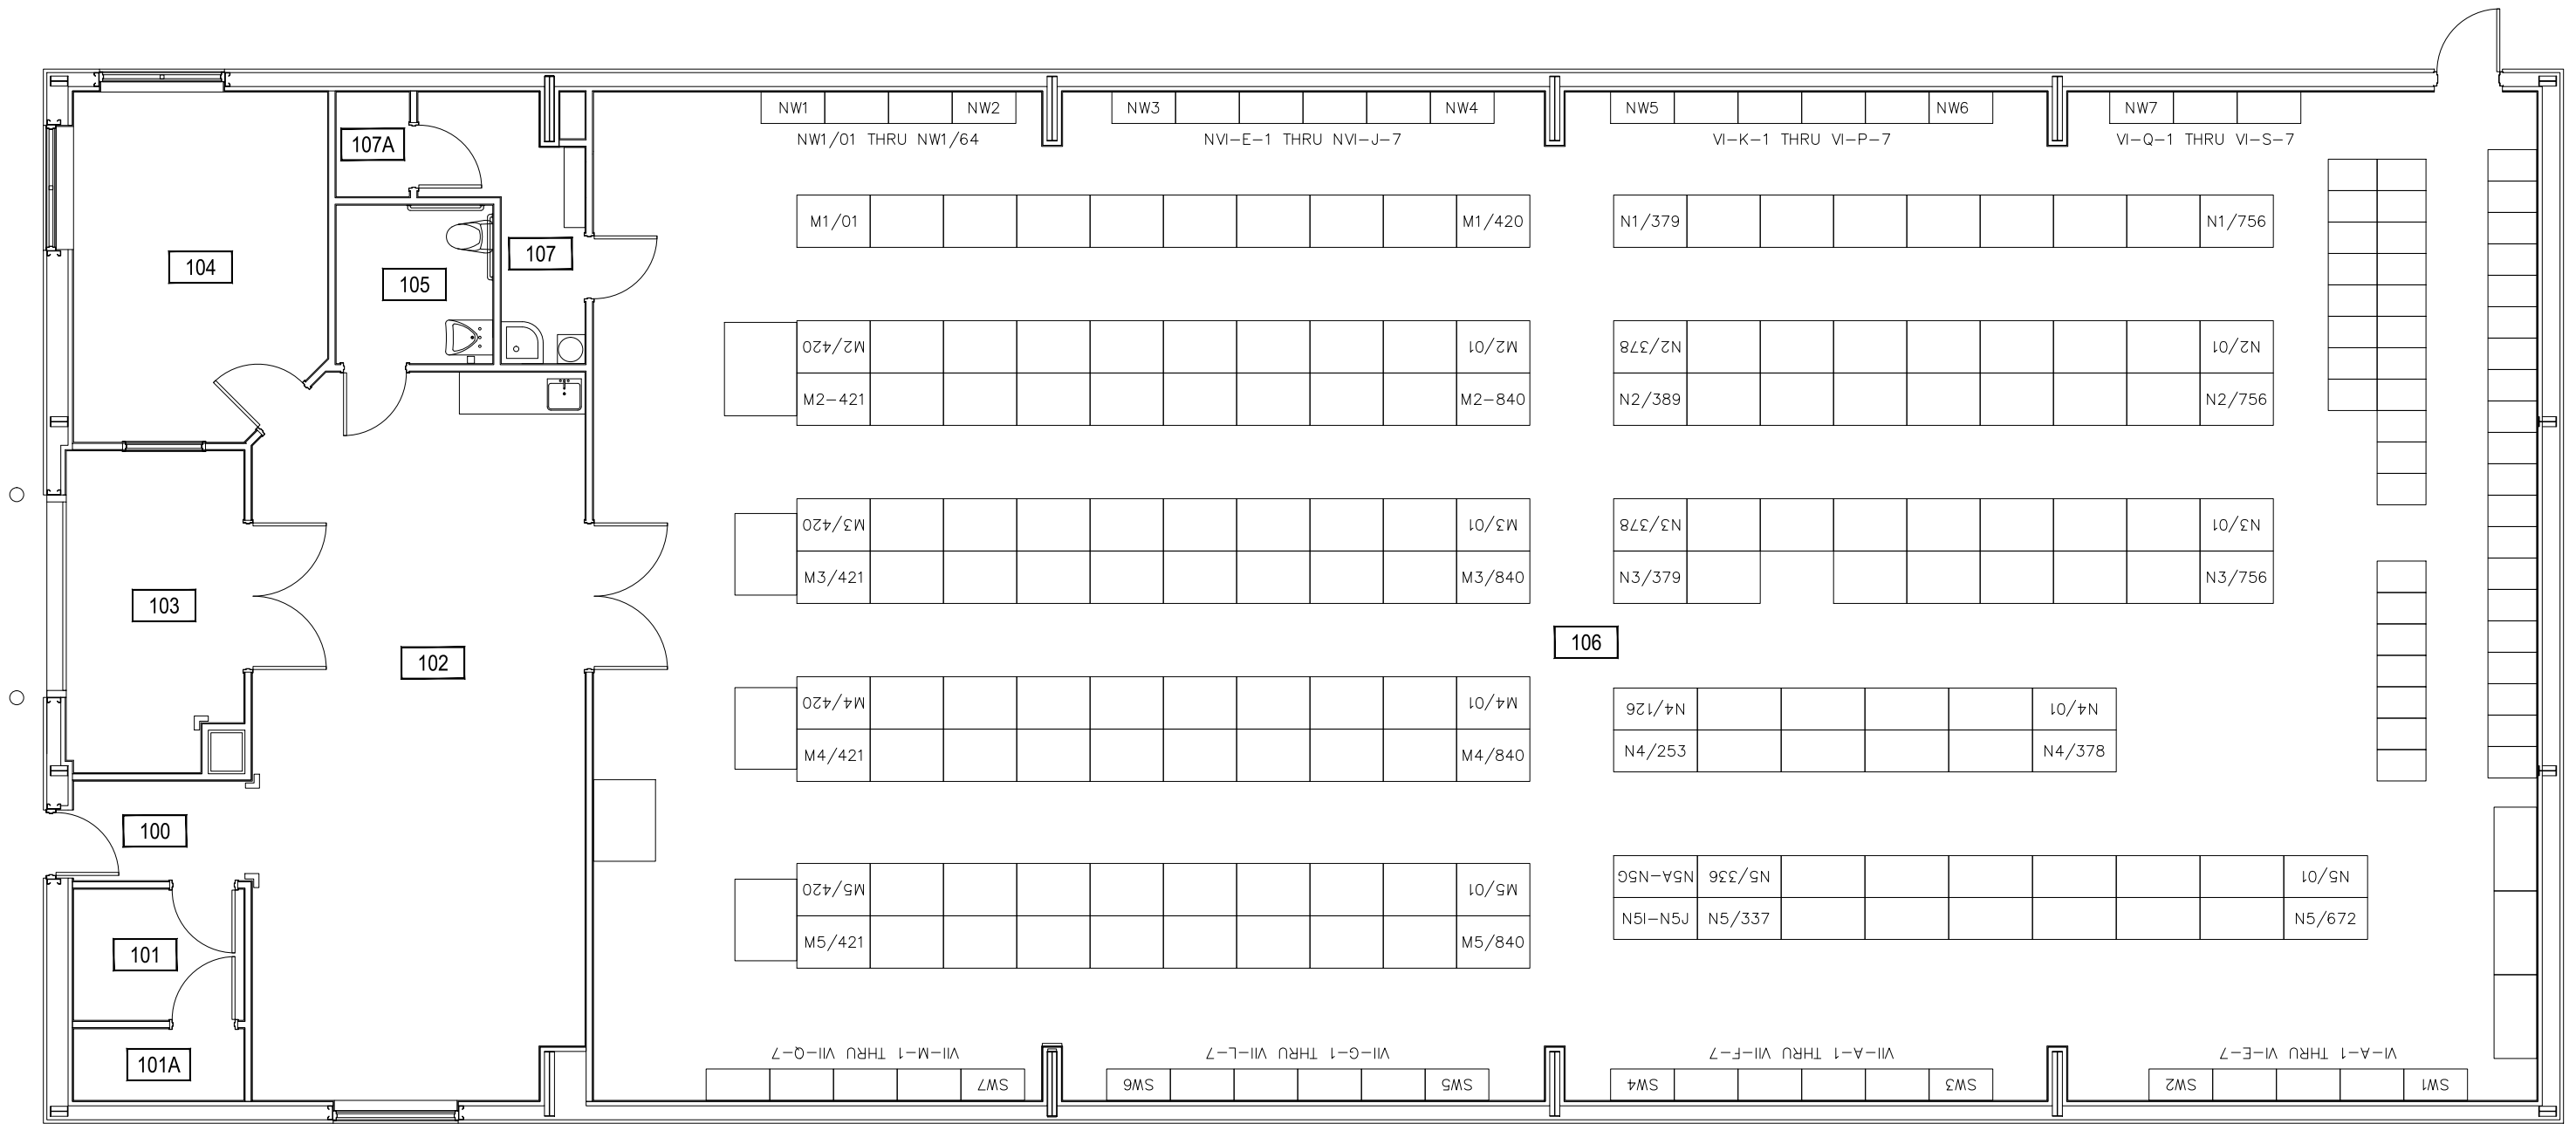 NW1 NW2 NW3 NW4 NW5 NW6 NW7
NW1/01 THRU NW1/64 NVI-E-1 THRU NVI-J-7 VI-K-1 THRU VI-P-7 VI-Q-1 THRU VI-S-7
107A
M1/01 M1/420 N1/379 N1/756
107
104
105
M2/420 M2/01 N2/378 N2/01
M2-421 M2-840 N2/389 N2/756
M3/420 M3/01 N3/378 N3/01
M3/421 M3/840 N3/379 N3/756
103
106
102
M4/420 M4/01 N4/126 N4/01
M4/421 M4/840 N4/253 N4/378
100
M5/420 M5/01 N5A-N5G N5/336 N5/01
M5/421 M5/840 N5I-N5J N5/337 N5/672
101
VII-M-1 THRU VII-Q-7 VII-G-1 THRU VII-L-7 VII-A-1 THRU VII-F-7 VI-A-1 THRU VI-E-7
101A
SW7 SW6 SW5 SW4 SW3 SW2 SW1